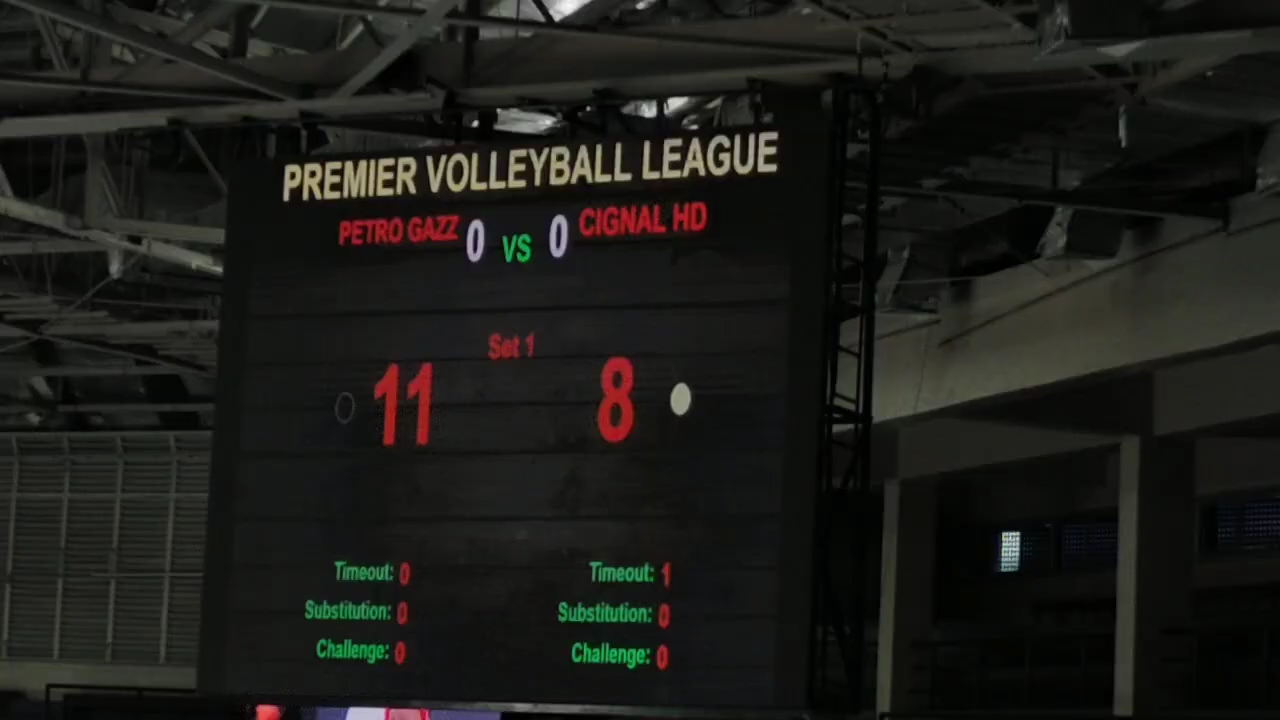 PREMIER VOLLEYBALL LEAGUE
PETRO GAZZ 0 VS 0 CIGNAL HD
Set 1
11 8
Timeout: 0 Timeout: 1
Substitution: 0 Substitution: 0
Challenge: 0 Challenge: 0